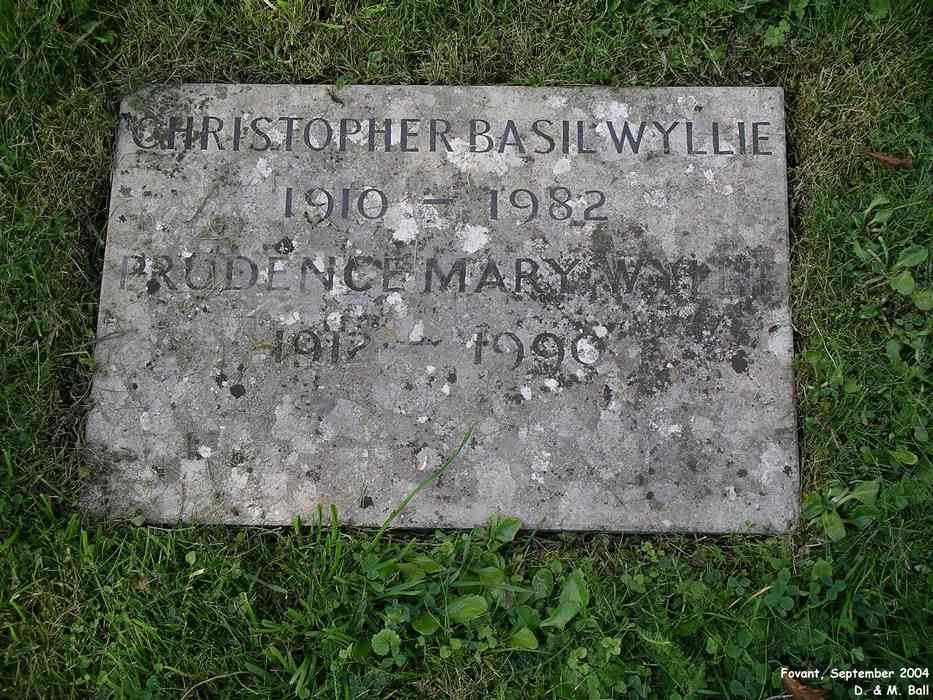 CHRISTOPHER BASIL WYLLIE
1910 – 1982
PRUDENCE MARY WYLLIE
1912 – 1990
Fovant, September 2004
D. & M. Ball